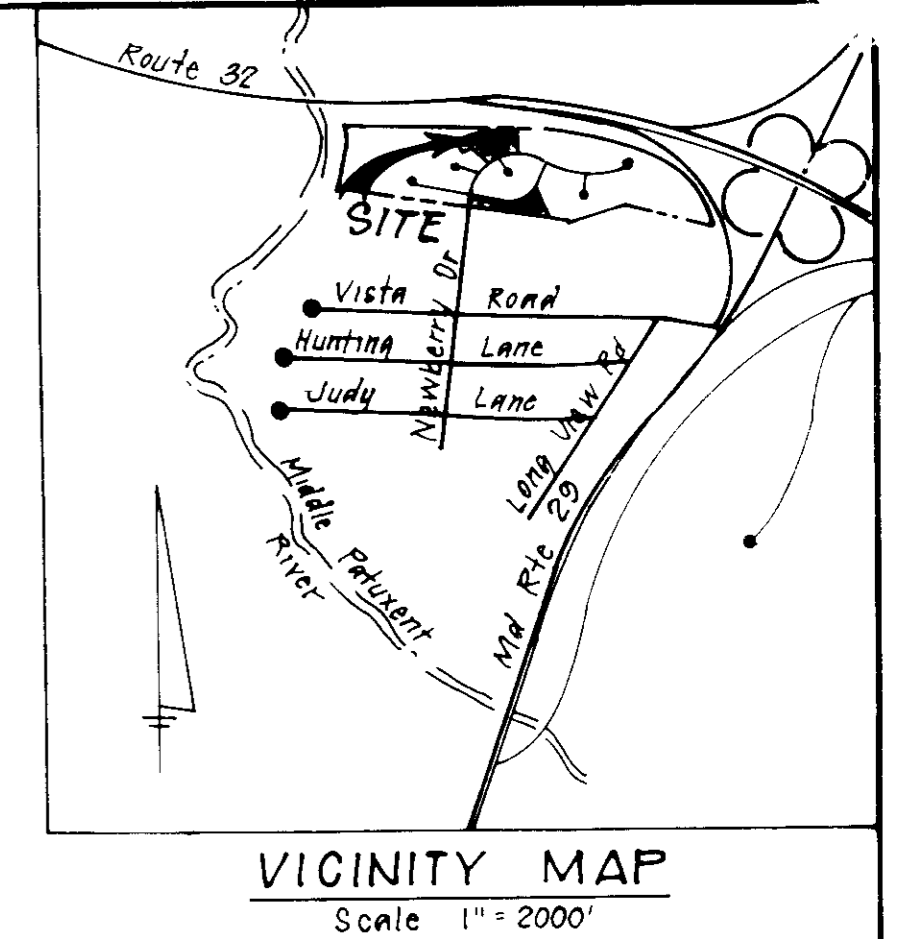 Route 32
SITE
Newberry Dr
Vista Road
Hunting Lane
Judy Lane
Long View Rd
Md Rte 29
Middle Patuxent
River
VICINITY MAP
Scale 1" = 2000'